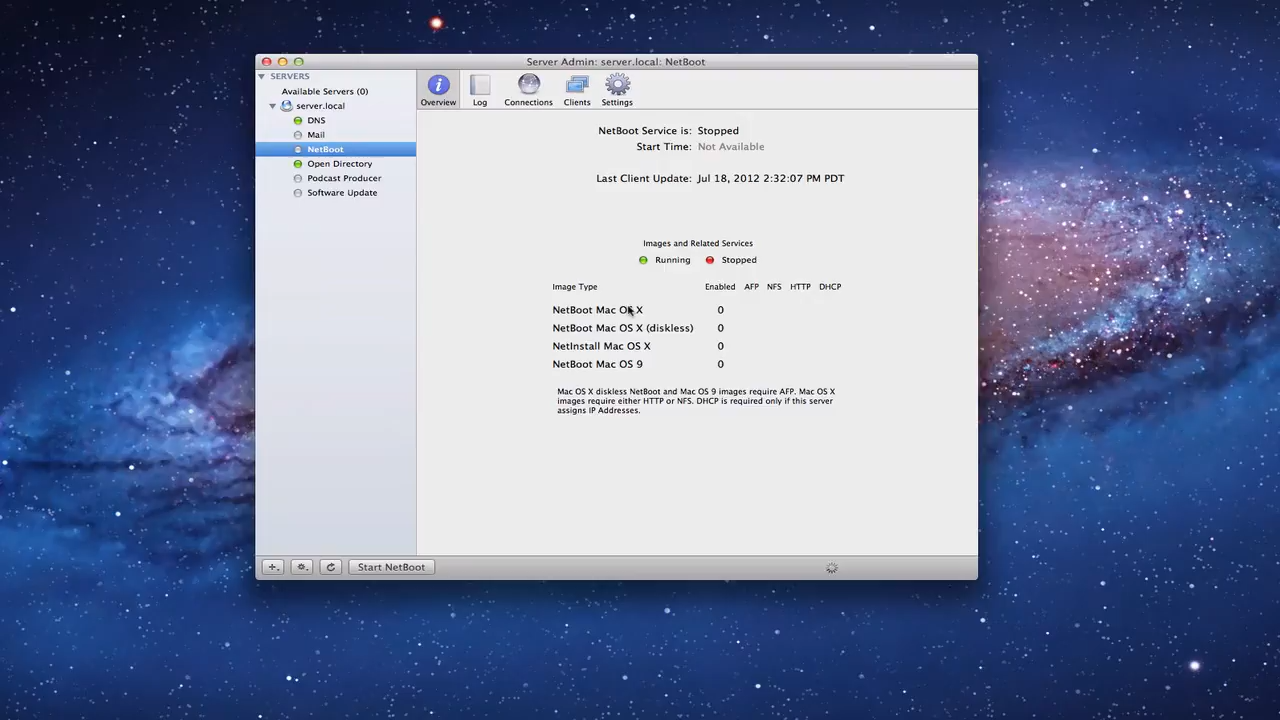 Server Admin: server.local: NetBoot
SERVERS
Available Servers (0)
server.local
DNS
Mail
NetBoot
Open Directory
Podcast Producer
Software Update
Overview
Log
Connections
Clients
Settings
NetBoot Service is: Stopped
Start Time: Not Available
Last Client Update: Jul 18, 2012 2:32:07 PM PDT
Images and Related Services
Running Stopped
Image Type Enabled AFP NFS HTTP DHCP
NetBoot Mac OS X 0
NetBoot Mac OS X (diskless) 0
NetInstall Mac OS X 0
NetBoot Mac OS 9 0
Mac OS X diskless NetBoot and Mac OS 9 images require AFP. Mac OS X
images require either HTTP or NFS. DHCP is required only if this server
assigns IP Addresses.
Start NetBoot